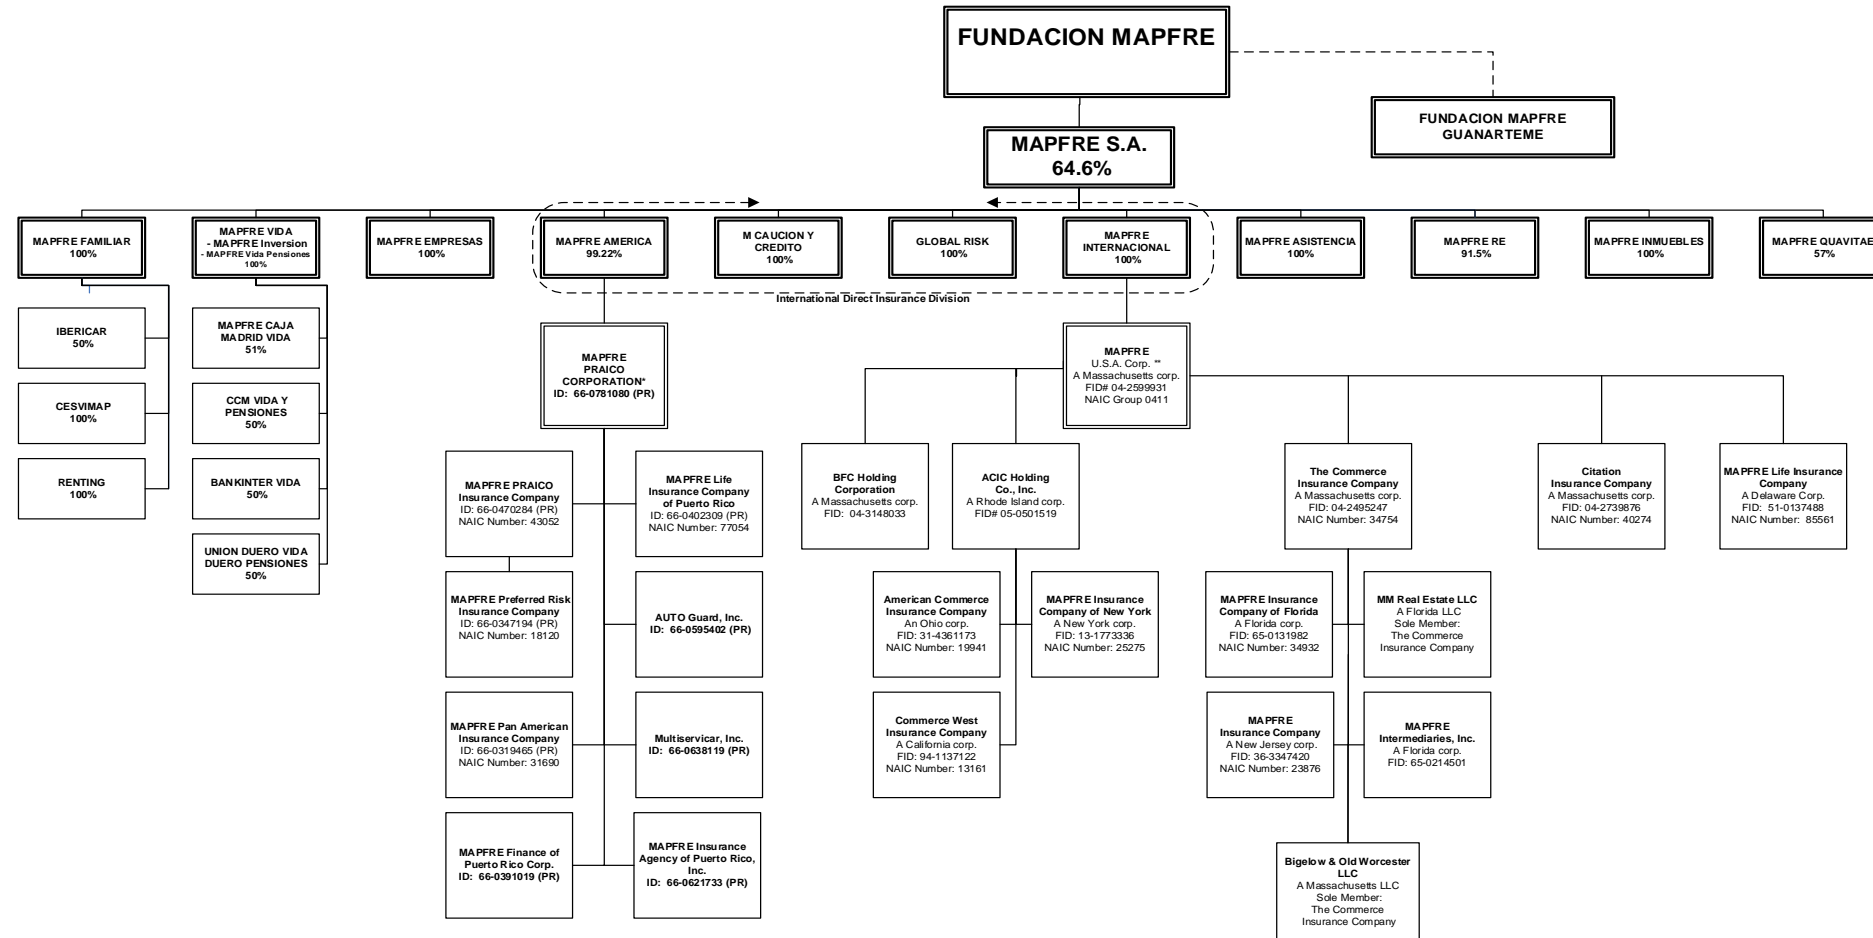 FUNDACION MAPFRE
FUNDACION MAPFRE
GUANARTEME
MAPFRE S.A.
64.6%
MAPFRE FAMILIAR
100%
MAPFRE VIDA
- MAPFRE Inversion
- MAPFRE Vida Pensiones
100%
MAPFRE EMPRESAS
100%
MAPFRE AMERICA
99.22%
M CAUCION Y
CREDITO
100%
GLOBAL RISK
100%
MAPFRE
INTERNACIONAL
100%
MAPFRE ASISTENCIA
100%
MAPFRE RE
91.5%
MAPFRE INMUEBLES
100%
MAPFRE QUAVITAE
57%
International Direct Insurance Division
IBERICAR
50%
CESVIMAP
100%
RENTING
100%
MAPFRE CAJA
MADRID VIDA
51%
CCM VIDA Y
PENSIONES
50%
BANKINTER VIDA
50%
UNION DUERO VIDA
DUERO PENSIONES
50%
MAPFRE
PRAICO
CORPORATION*
ID: 66-0781080 (PR)
MAPFRE PRAICO
Insurance Company
ID: 66-0470284 (PR)
NAIC Number: 43052
MAPFRE Life
Insurance Company
of Puerto Rico
ID: 66-0402309 (PR)
NAIC Number: 77054
MAPFRE Preferred Risk
Insurance Company
ID: 66-0347194 (PR)
NAIC Number: 18120
AUTO Guard, Inc.
ID: 66-0595402 (PR)
MAPFRE Pan American
Insurance Company
ID: 66-0319465 (PR)
NAIC Number: 31690
Multiservicar, Inc.
ID: 66-0638119 (PR)
MAPFRE Finance of
Puerto Rico Corp.
ID: 66-0391019 (PR)
MAPFRE Insurance
Agency of Puerto Rico,
Inc.
ID: 66-0621733 (PR)
MAPFRE
U.S.A. Corp. **
A Massachusetts corp.
FID# 04-2599931
NAIC Group 0411
BFC Holding
Corporation
A Massachusetts corp.
FID: 04-3148033
ACIC Holding
Co., Inc.
A Rhode Island corp.
FID# 05-0501519
The Commerce
Insurance Company
A Massachusetts corp.
FID: 04-2495247
NAIC Number: 34754
Citation
Insurance Company
A Massachusetts corp.
FID: 04-2739876
NAIC Number: 40274
MAPFRE Life Insurance
Company
A Delaware Corp.
FID: 51-0137488
NAIC Number: 85561
American Commerce
Insurance Company
An Ohio corp.
FID: 31-4361173
NAIC Number: 19941
MAPFRE Insurance
Company of New York
A New York corp.
FID: 13-1773336
NAIC Number: 25275
Commerce West
Insurance Company
A California corp.
FID: 94-1137122
NAIC Number: 13161
MAPFRE Insurance
Company of Florida
A Florida corp.
FID: 65-0131982
NAIC Number: 34932
MM Real Estate LLC
A Florida LLC
Sole Member:
The Commerce
Insurance Company
MAPFRE
Insurance Company
A New Jersey corp.
FID: 36-3347420
NAIC Number: 23876
MAPFRE
Intermediaries, Inc.
A Florida corp.
FID: 65-0214501
Bigelow & Old Worcester
LLC
A Massachusetts LLC
Sole Member:
The Commerce
Insurance Company